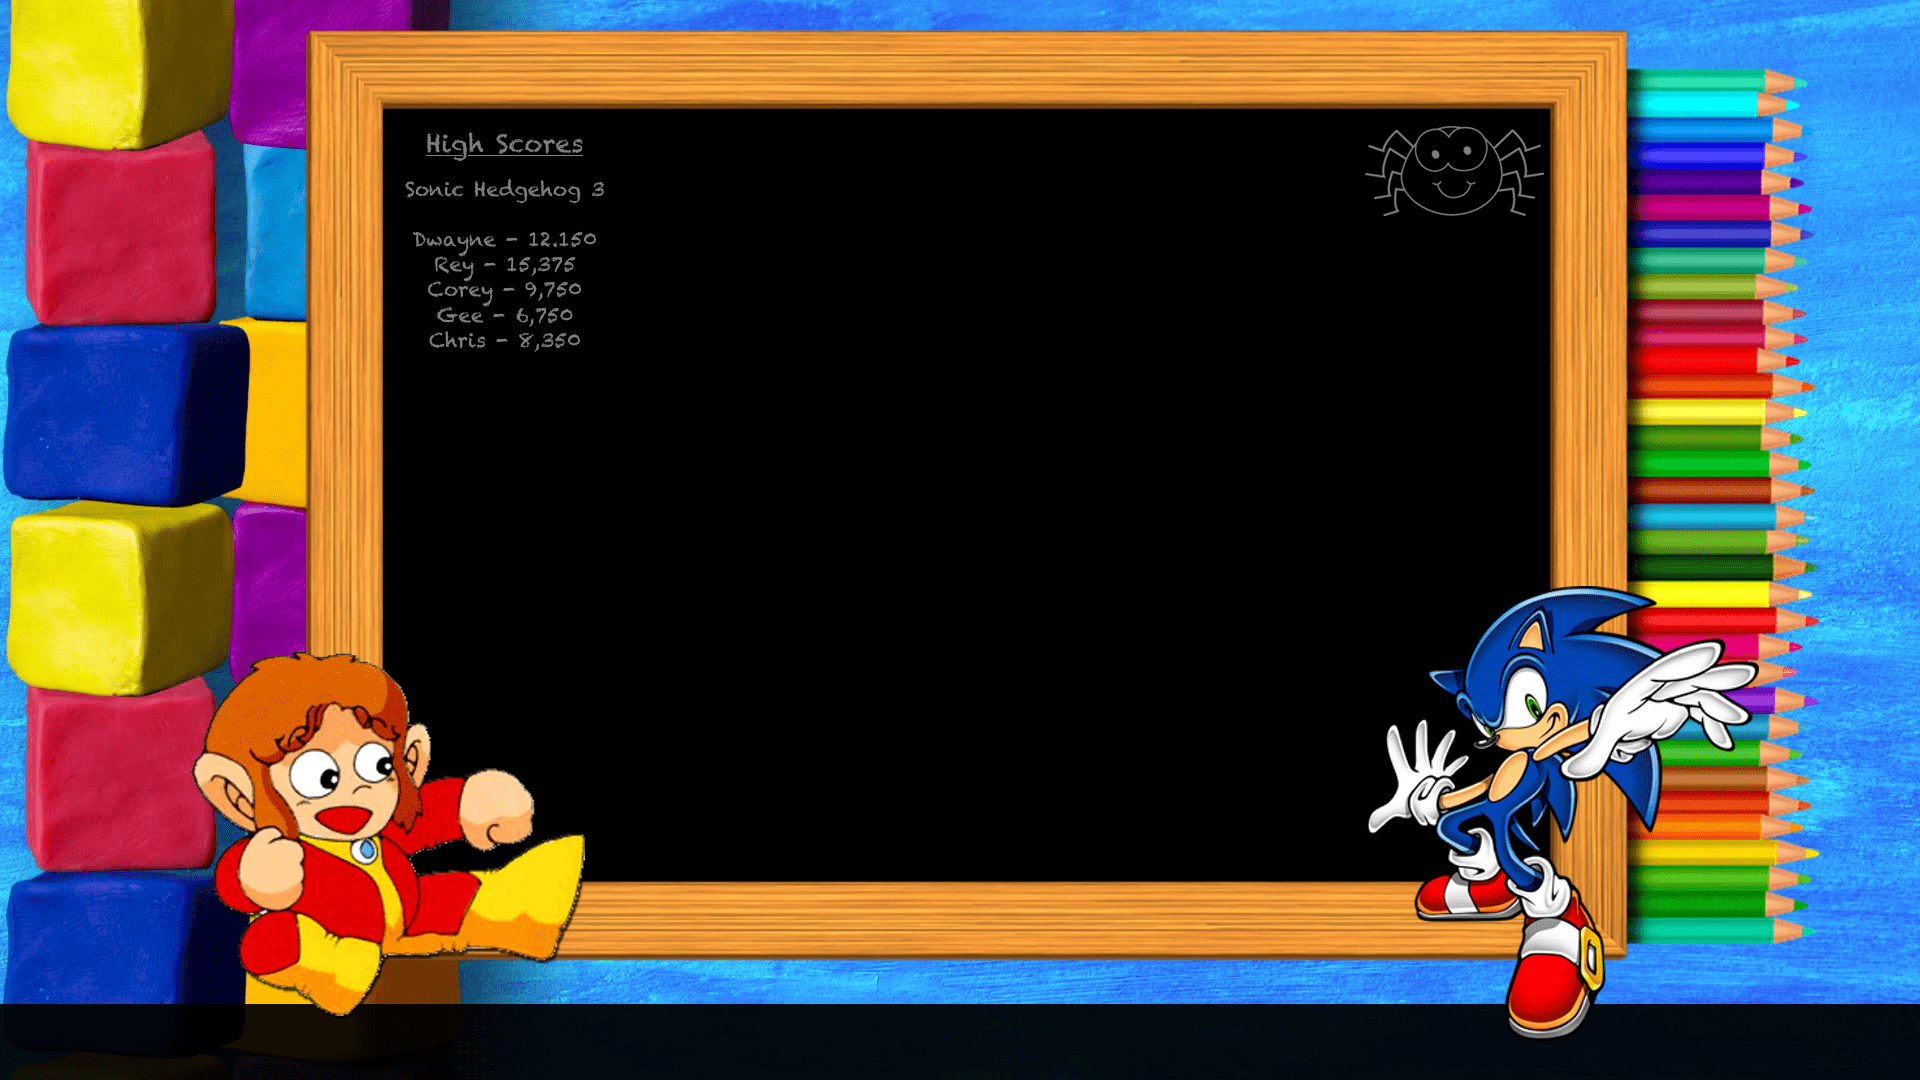 High Scores
Sonic Hedgehog 3
Dwayne - 12.150
Rey - 15,375
Corey - 9,750
Gee - 6,750
Chris - 8,350